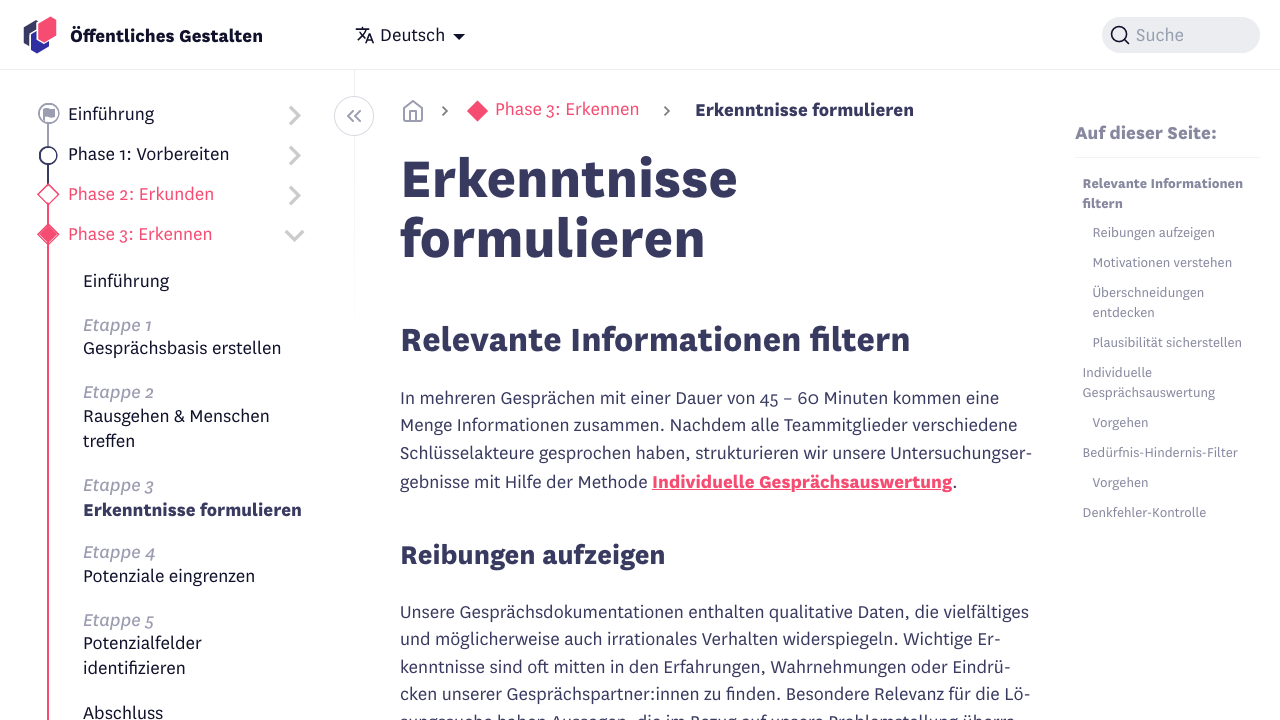 Öffentliches Gestalten
Deutsch
Suche
Einführung
Phase 1: Vorbereiten
Phase 2: Erkunden
Phase 3: Erkennen
Einführung
Etappe 1
Gesprächsbasis erstellen
Etappe 2
Rausgehen & Menschen
treffen
Etappe 3
Erkenntnisse formulieren
Etappe 4
Potenziale eingrenzen
Etappe 5
Potenzialfelder
identifizieren
Abschluss
Phase 3: Erkennen
Erkenntnisse formulieren
Erkenntnisse
formulieren
Relevante Informationen filtern
In mehreren Gesprächen mit einer Dauer von 45 – 60 Minuten kommen eine
Menge Informationen zusammen. Nachdem alle Teammitglieder verschiedene
Schlüsselakteure gesprochen haben, strukturieren wir unsere Untersuchungser-
gebnisse mit Hilfe der Methode Individuelle Gesprächsauswertung.
Reibungen aufzeigen
Unsere Gesprächsdokumentationen enthalten qualitative Daten, die vielfältiges
und möglicherweise auch irrationales Verhalten widerspiegeln. Wichtige Er-
kenntnisse sind oft mitten in den Erfahrungen, Wahrnehmungen oder Eindrü-
cken unserer Gesprächspartner:innen zu finden. Besondere Relevanz für die Lö-
Auf dieser Seite:
Relevante Informationen
filtern
Reibungen aufzeigen
Motivationen verstehen
Überschneidungen
entdecken
Plausibilität sicherstellen
Individuelle
Gesprächsauswertung
Vorgehen
Bedürfnis-Hindernis-Filter
Vorgehen
Denkfehler-Kontrolle